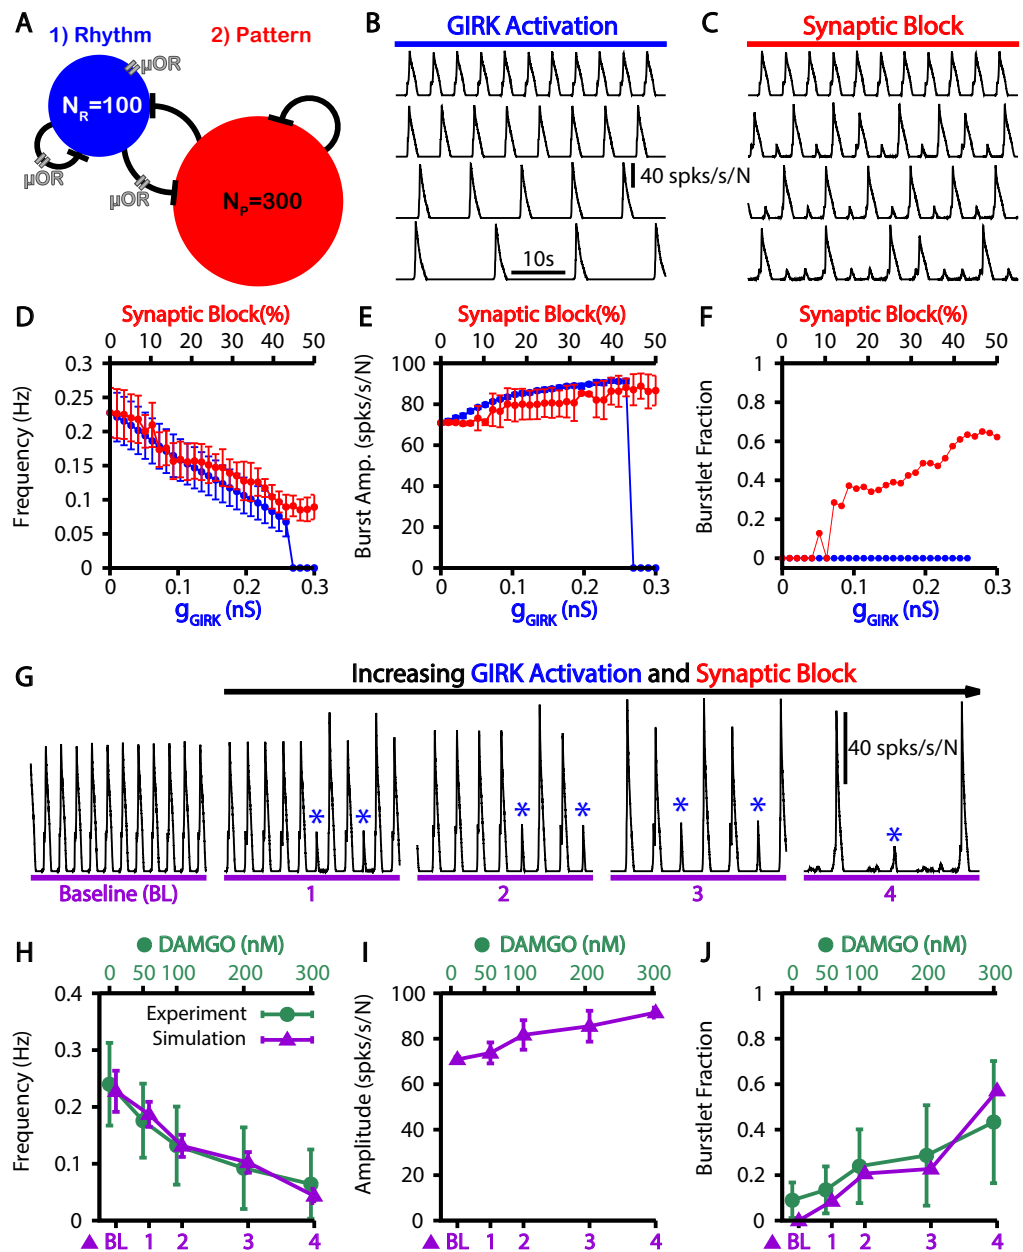 A
1) Rhythm
2) Pattern
μOR
N_R=100
μOR
μOR
N_P=300
B
GIRK Activation
40 spks/s/N
10s
C
Synaptic Block
D
Synaptic Block(%)
0 10 20 30 40 50
Frequency (Hz)
0.3
0.25
0.2
0.15
0.1
0.05
0
0 0.1 0.2 0.3
g_GIRK (nS)
E
Synaptic Block(%)
0 10 20 30 40 50
Burst Amp. (spks/s/N)
100
80
60
40
20
0
0 0.1 0.2 0.3
g_GIRK (nS)
F
Synaptic Block(%)
0 10 20 30 40 50
Burstlet Fraction
1
0.8
0.6
0.4
0.2
0
0 0.1 0.2 0.3
g_GIRK (nS)
G
Increasing GIRK Activation and Synaptic Block
40 spks/s/N
* * * * * * *
Baseline (BL) 1 2 3 4
H
DAMGO (nM)
0 50 100 200 300
Experiment
Simulation
Frequency (Hz)
0.4
0.3
0.2
0.1
0
BL 1 2 3 4
I
DAMGO (nM)
0 50 100 200 300
Amplitude (spks/s/N)
100
80
60
40
20
0
BL 1 2 3 4
J
DAMGO (nM)
0 50 100 200 300
Burstlet Fraction
1
0.8
0.6
0.4
0.2
0
BL 1 2 3 4